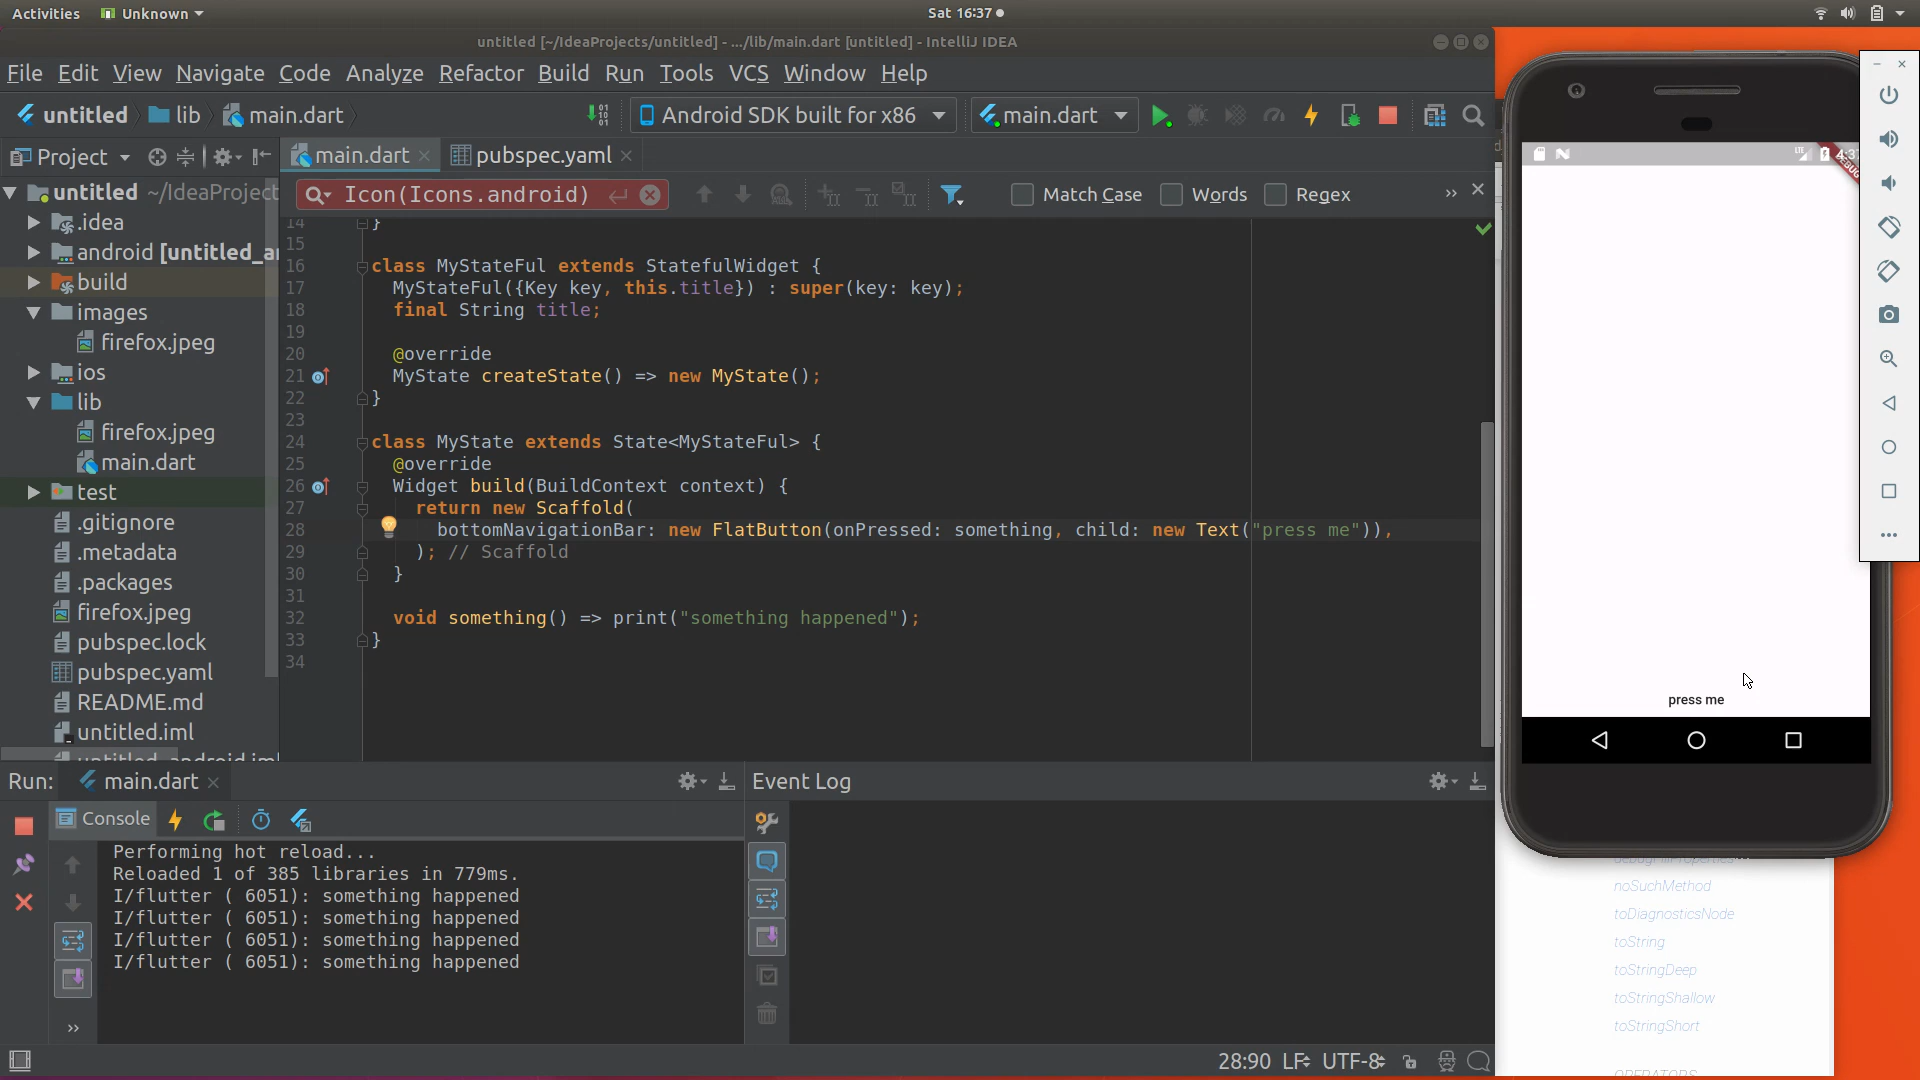 Activities Unknown Sat 16:37
untitled [~/IdeaProjects/untitled] - .../lib/main.dart [untitled] - IntelliJ IDEA
File Edit View Navigate Code Analyze Refactor Build Run Tools VCS Window Help
untitled lib main.dart Android SDK built for x86 main.dart
Project main.dart pubspec.yaml
Icon(Icons.android) Match Case Words Regex
untitled ~/IdeaProject
.idea
android [untitled_a
build
images
firefox.jpeg
ios
lib
firefox.jpeg
main.dart
test
.gitignore
.metadata
.packages
firefox.jpeg
pubspec.lock
pubspec.yaml
README.md
untitled.iml
untitled_android.iml
14 }
15
16 class MyStateFul extends StatefulWidget {
17 MyStateFul({Key key, this.title}) : super(key: key);
18 final String title;
19
20 @override
21 MyState createState() => new MyState();
22 }
23
24 class MyState extends State<MyStateFul> {
25 @override
26 Widget build(BuildContext context) {
27 return new Scaffold(
28 bottomNavigationBar: new FlatButton(onPressed: something, child: new Text("press me")),
29 ); // Scaffold
30 }
31
32 void something() => print("something happened");
33 }
34
Run: main.dart
Console
Performing hot reload...
Reloaded 1 of 385 libraries in 779ms.
I/flutter ( 6051): something happened
I/flutter ( 6051): something happened
I/flutter ( 6051): something happened
I/flutter ( 6051): something happened
Event Log
28:90 LF UTF-8
LTE 4:37
DEBUG
press me
debugFillProperties
noSuchMethod
toDiagnosticsNode
toString
toStringDeep
toStringShallow
toStringShort
OPERATORS